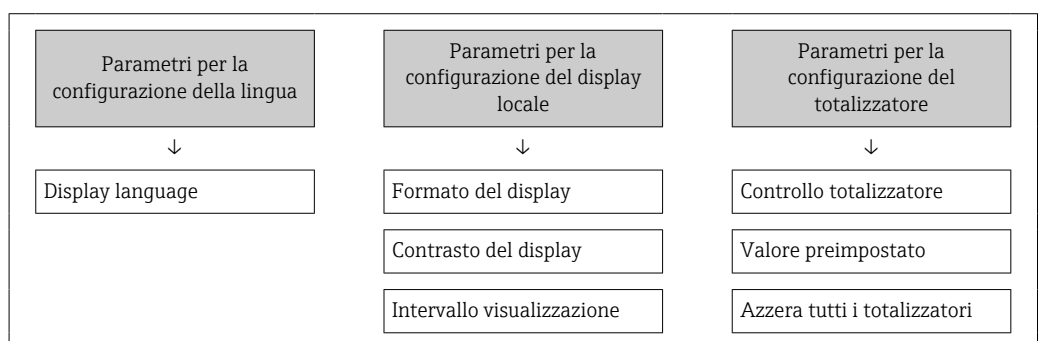 Parametri per la
configurazione della lingua
↓
Display language
Parametri per la
configurazione del display
locale
↓
Formato del display
Contrasto del display
Intervallo visualizzazione
Parametri per la
configurazione del
totalizzatore
↓
Controllo totalizzatore
Valore preimpostato
Azzera tutti i totalizzatori